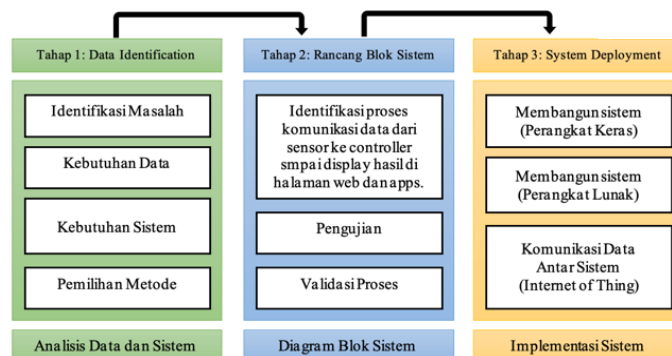 Tahap 1: Data Identification
Identifikasi Masalah
Kebutuhan Data
Kebutuhan Sistem
Pemilihan Metode
Analisis Data dan Sistem
Tahap 2: Rancang Blok Sistem
Identifikasi proses
komunikasi data dari
sensor ke controller
smpai display hasil di
halaman web dan apps.
Pengujian
Validasi Proses
Diagram Blok Sistem
Tahap 3: System Deployment
Membangun sistem
(Perangkat Keras)
Membangun sistem
(Perangkat Lunak)
Komunikasi Data
Antar Sistem
(Internet of Thing)
Implementasi Sistem